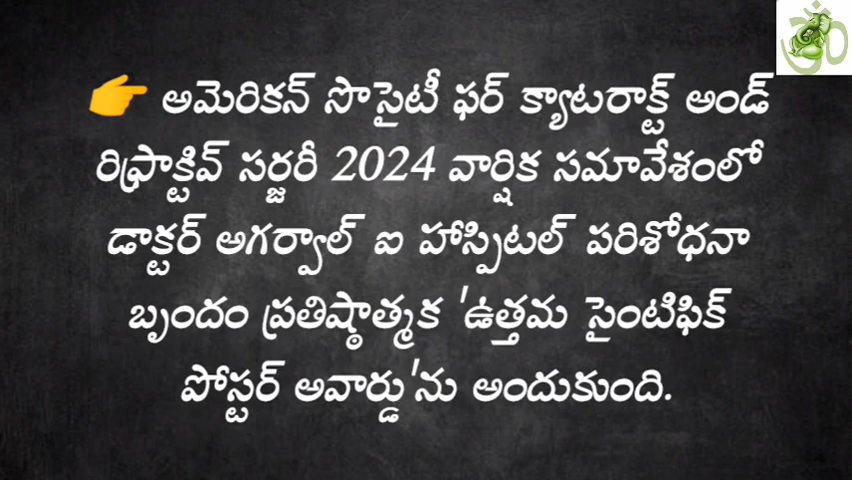 👉 అమెరికన్ సొసైటీ ఫర్ క్యాటరాక్ట్ అండ్
రిఫ్రాక్టివ్ సర్జరీ 2024 వార్షిక సమావేశంలో
డాక్టర్ అగర్వాల్ ఐ హాస్పిటల్ పరిశోధనా
బృందం ప్రతిష్ఠాత్మక 'ఉత్తమ సైంటిఫిక్
పోస్టర్ అవార్డు'ను అందుకుంది.
ॐ